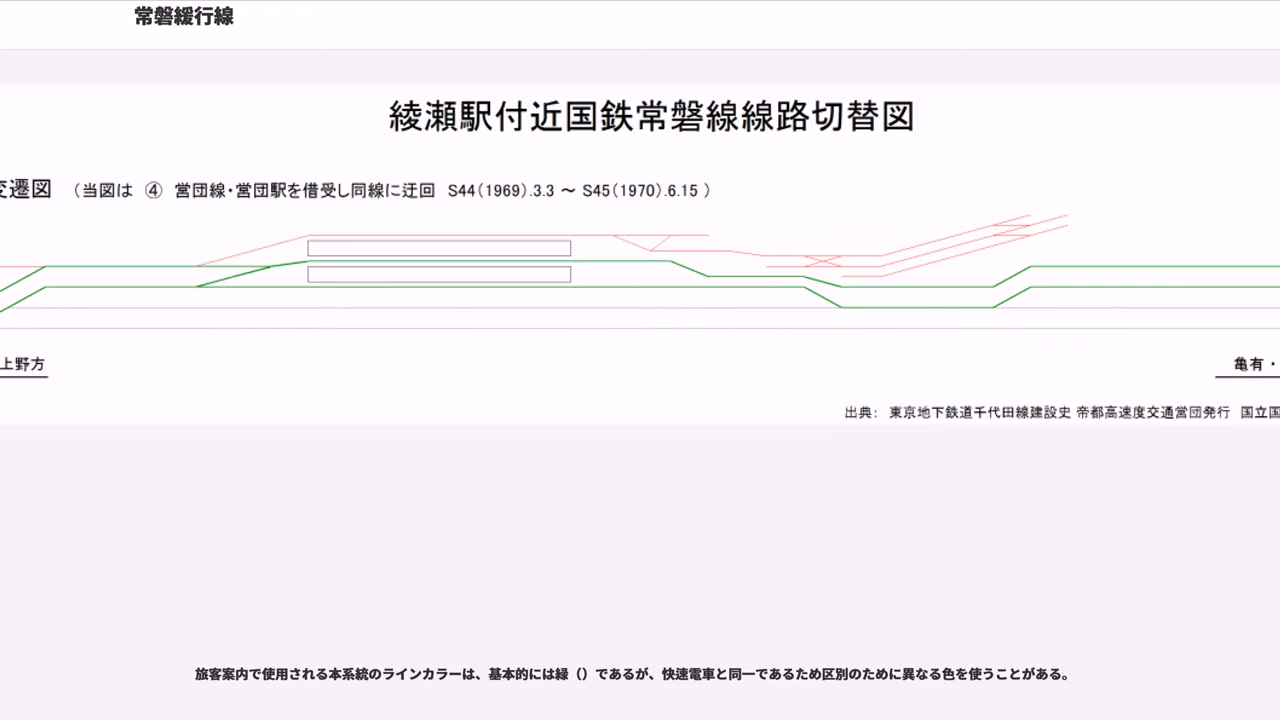 常磐緩行線
綾瀬駅付近国鉄常磐線線路切替図
変遷図 （当図は ④ 営団線・営団駅を借受し同線に迂回 S44(1969).3.3 ～ S45(1970).6.15 ）
上野方
亀有・
出典： 東京地下鉄道千代田線建設史 帝都高速度交通営団発行 国立国
旅客案内で使用される本系統のラインカラーは、基本的には緑（）であるが、快速電車と同一であるため区別のために異なる色を使うことがある。